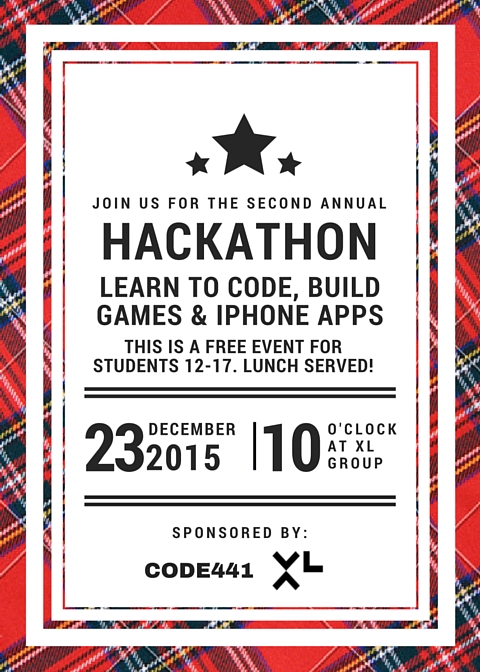 JOIN US FOR THE SECOND ANNUAL
HACKATHON
LEARN TO CODE, BUILD
GAMES & IPHONE APPS
THIS IS A FREE EVENT FOR
STUDENTS 12-17. LUNCH SERVED!
23 DECEMBER 2015
10 O'CLOCK
AT XL
GROUP
SPONSORED BY:
CODE441 XL